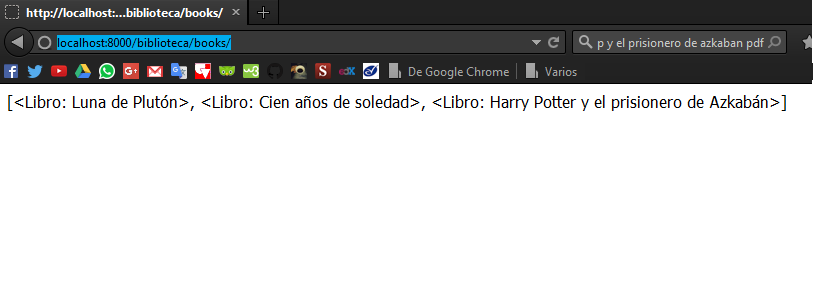 http://localhost:...biblioteca/books/
localhost:8000/biblioteca/books/
p y el prisionero de azkaban pdf
De Google Chrome
Varios
[<Libro: Luna de Plutón>, <Libro: Cien años de soledad>, <Libro: Harry Potter y el prisionero de Azkabán>]